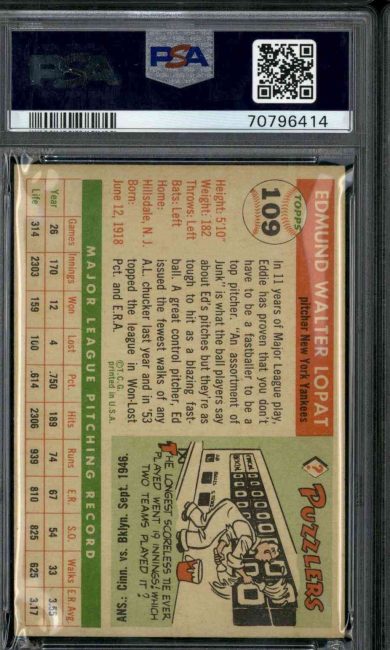 PSA
PSA
70796414
EDMUND WALTER LOPAT
pitcher New York Yankees
TOPPS
109
Height: 5'10"
Weight: 182
Throws: Left
Bats: Left
Home:
Hillsdale, N. J.
Born:
June 12, 1918
In 11 years of Major League play,
Eddie has proven that you don't
have to be a fastballer to be a
top pitcher. "An assortment of
Junk" is what the ball players say
about Ed's pitches but they're as
tough to hit as a blazing fast-
ball. A great control pitcher, Ed
issued the fewest walks of any
A.L. chucker last year and in '53
topped the league in Won-Lost
Pct. and E.R.A.
©T.C.G.
printed in U.S.A.
? PUZZLERS
THE LONGEST SCORELESS TIE EVER
PLAYED WENT 19 INNINGS! WHICH
TWO TEAMS PLAYED IT?
ANS: Cinn. vs. Bklyn. Sept. 1946.
MAJOR LEAGUE PITCHING RECORD
Games Innings Won Lost Pct. Hits Runs E.R. S.O. Walks E.R. Avg.
Year 26 170 12 4 .750 189 74 67 54 33 3.55
Life 314 2303 159 100 .614 2306 939 810 825 625 3.17